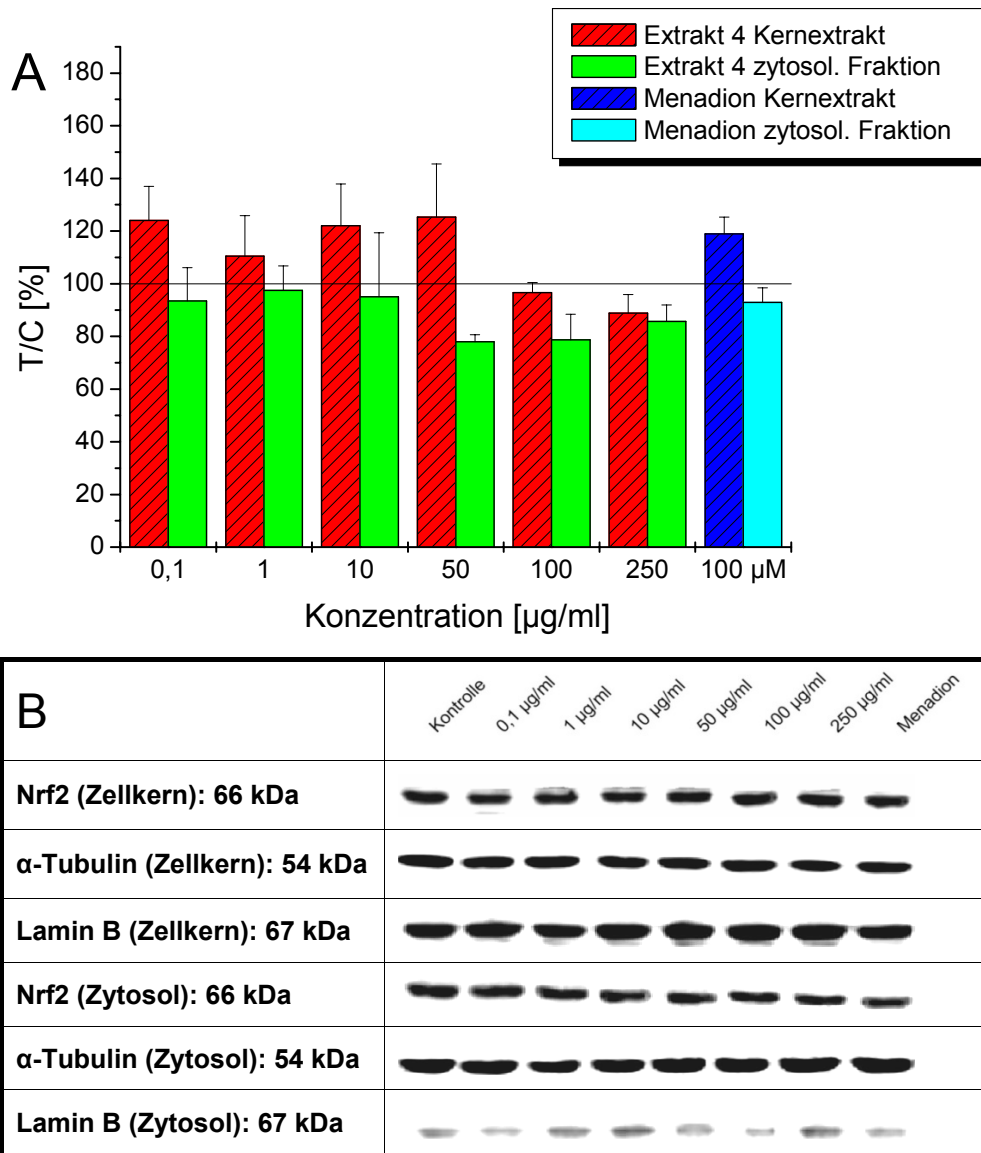 A
Extrakt 4 Kernextrakt
Extrakt 4 zytosol. Fraktion
Menadion Kernextrakt
Menadion zytosol. Fraktion
T/C [%]
180
160
140
120
100
80
60
40
20
0
0,1 1 10 50 100 250 100 µM
Konzentration [µg/ml]
B
Kontrolle 0,1 µg/ml 1 µg/ml 10 µg/ml 50 µg/ml 100 µg/ml 250 µg/ml Menadion
Nrf2 (Zellkern): 66 kDa
α-Tubulin (Zellkern): 54 kDa
Lamin B (Zellkern): 67 kDa
Nrf2 (Zytosol): 66 kDa
α-Tubulin (Zytosol): 54 kDa
Lamin B (Zytosol): 67 kDa